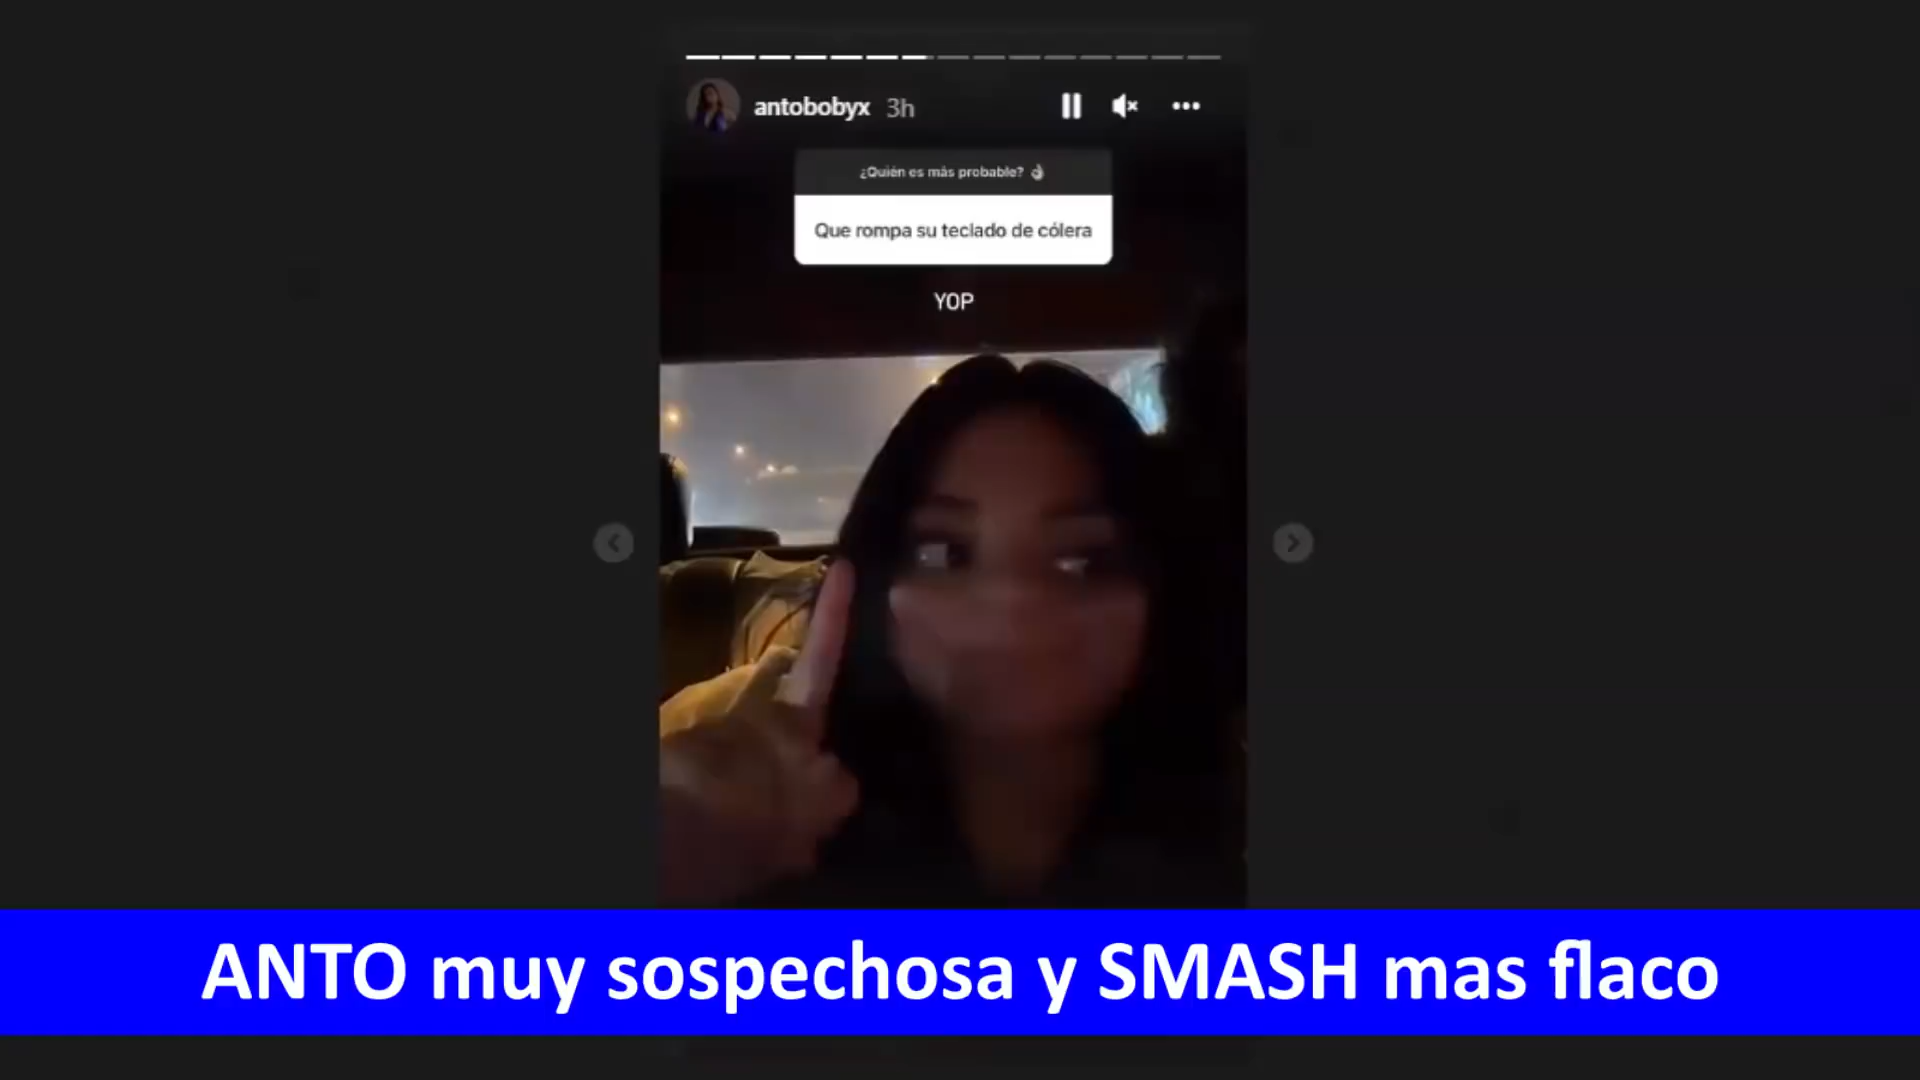 antobobyx 3h
¿Quién es más probable? 👌
Que rompa su teclado de cólera
YOP
ANTO muy sospechosa y SMASH mas flaco